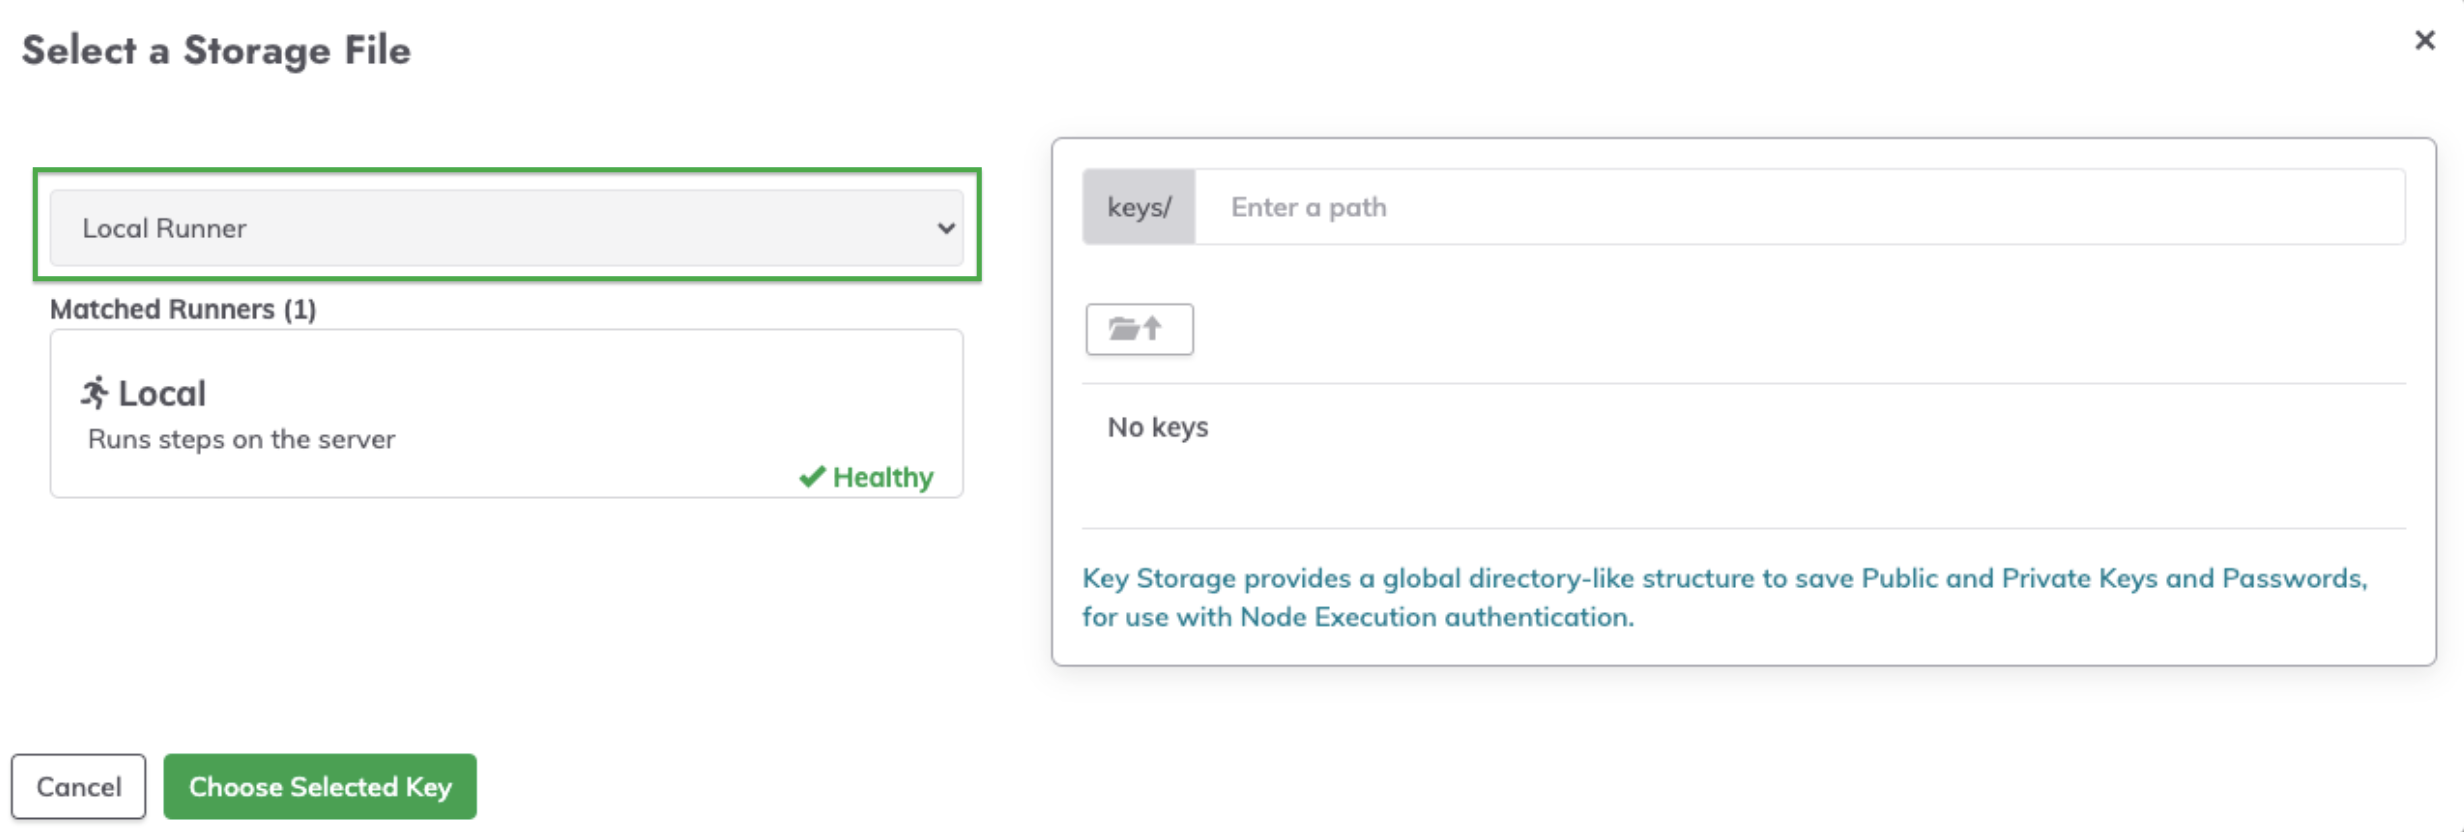 Select a Storage File
Local Runner
Matched Runners (1)
Local
Runs steps on the server
Healthy
keys/ Enter a path
No keys
Key Storage provides a global directory-like structure to save Public and Private Keys and Passwords,
for use with Node Execution authentication.
Cancel
Choose Selected Key